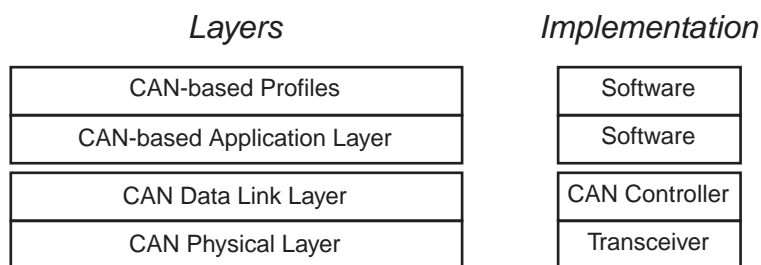 Layers Implementation
CAN-based Profiles Software
CAN-based Application Layer Software
CAN Data Link Layer CAN Controller
CAN Physical Layer Transceiver